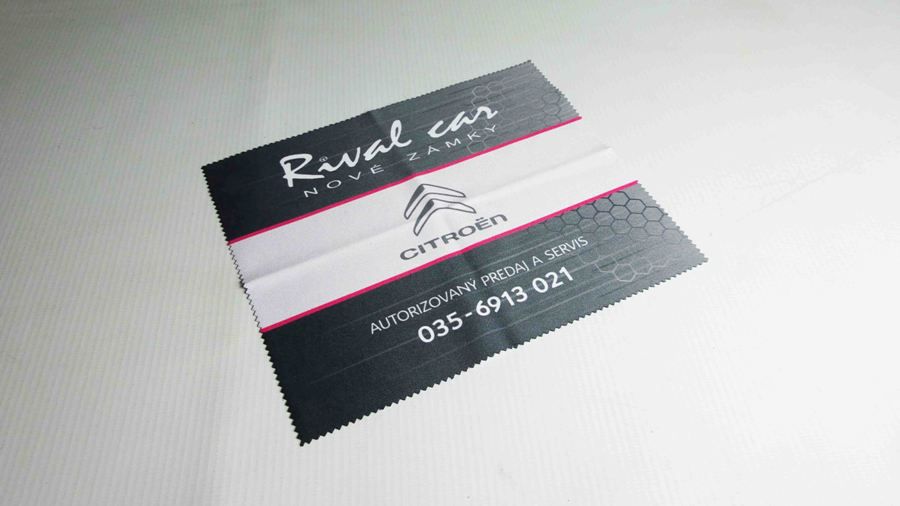 Rival car
®
NOVÉ ZÁMKY
CITROËN
AUTORIZOVANÝ PREDAJ A SERVIS
035-6913 021